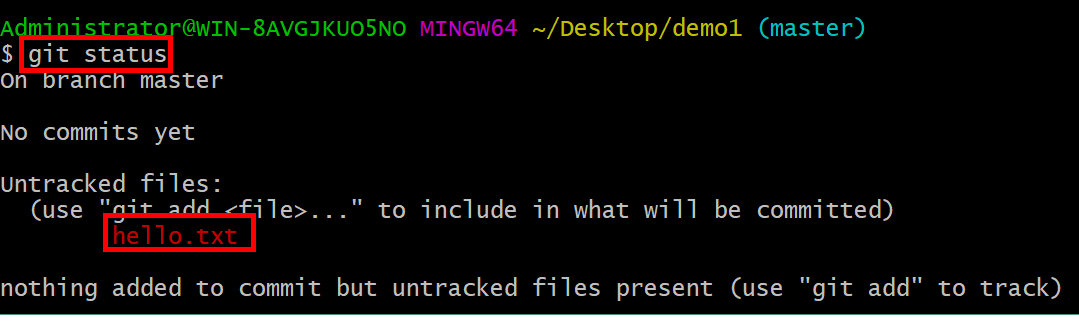 Administrator@WIN-8AVGJKUO5NO MINGW64 ~/Desktop/demo1 (master)
$ git status
On branch master
No commits yet
Untracked files:
(use "git add <file>..." to include in what will be committed)
hello.txt
nothing added to commit but untracked files present (use "git add" to track)